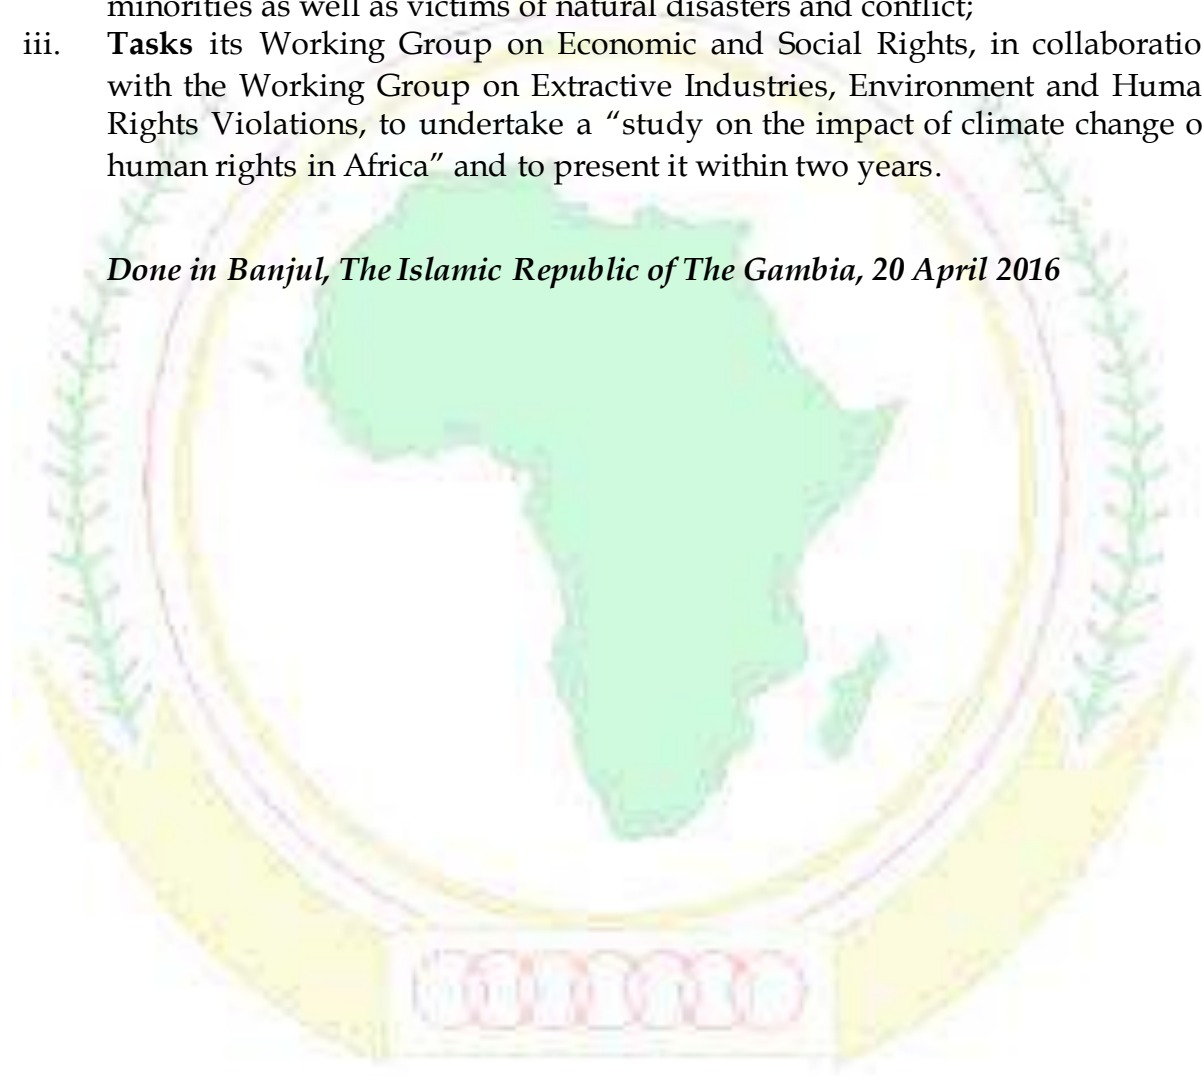 minorities as well as victims of natural disasters and conflict;
iii. Tasks its Working Group on Economic and Social Rights, in collaboratio
with the Working Group on Extractive Industries, Environment and Huma
Rights Violations, to undertake a “study on the impact of climate change o
human rights in Africa” and to present it within two years.
Done in Banjul, The Islamic Republic of The Gambia, 20 April 2016